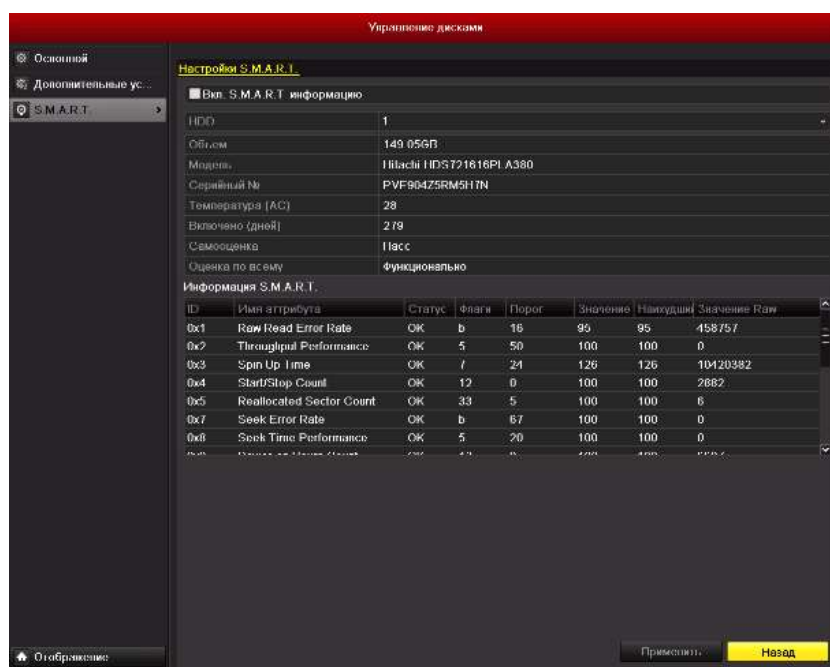 Управление дисками
Основной
Дополнительные ус...
S.M.A.R.T.
Настройки S.M.A.R.T.
Вкл. S.M.A.R.T информацию
HDD 1
Объем 149.05GB
Модель Hitachi HDS721616PLA380
Серийный № PVF904Z5RM5H7N
Температура (AC) 28
Включено (дней) 279
Самооценка Пасс
Оценка по всему Функционально
Информация S.M.A.R.T.
ID Имя аттрибута Статус Флаги Порог Значение Наихудший Значение Raw
0x1 Raw Read Error Rate OK b 16 95 95 458757
0x2 Throughput Performance OK 5 50 100 100 0
0x3 Spin Up Time OK 7 24 126 126 10420382
0x4 Start/Stop Count OK 12 0 100 100 2882
0x5 Reallocated Sector Count OK 33 5 100 100 6
0x7 Seek Error Rate OK b 67 100 100 0
0x8 Seek Time Performance OK 5 20 100 100 0
Отображение
Применить
Назад